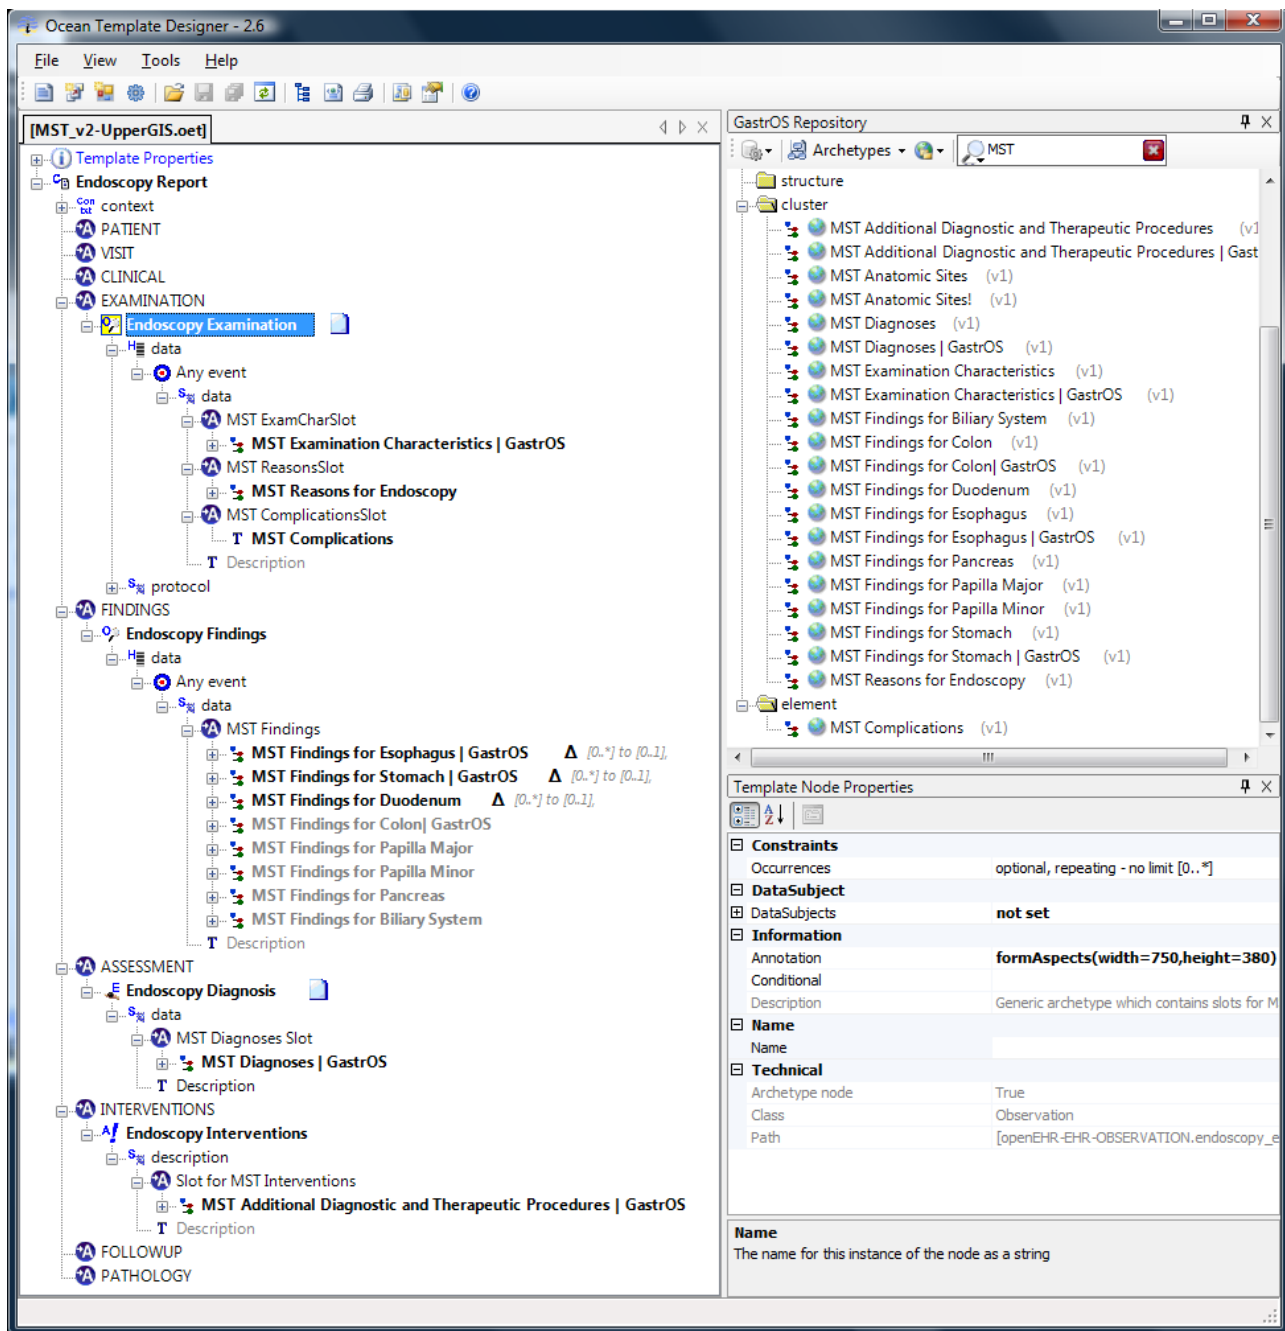 Ocean Template Designer - 2.6
File View Tools Help
[MST_v2-UpperGIS.oet]
Template Properties
Endoscopy Report
context
PATIENT
VISIT
CLINICAL
EXAMINATION
Endoscopy Examination
data
Any event
data
MST ExamCharSlot
MST Examination Characteristics | GastrOS
MST ReasonsSlot
MST Reasons for Endoscopy
MST ComplicationsSlot
T MST Complications
T Description
protocol
FINDINGS
Endoscopy Findings
data
Any event
data
MST Findings
MST Findings for Esophagus | GastrOS Δ [0..*] to [0..1],
MST Findings for Stomach | GastrOS Δ [0..*] to [0..1],
MST Findings for Duodenum Δ [0..*] to [0..1],
MST Findings for Colon| GastrOS
MST Findings for Papilla Major
MST Findings for Papilla Minor
MST Findings for Pancreas
MST Findings for Biliary System
T Description
ASSESSMENT
Endoscopy Diagnosis
data
MST Diagnoses Slot
MST Diagnoses | GastrOS
T Description
INTERVENTIONS
Endoscopy Interventions
description
Slot for MST Interventions
MST Additional Diagnostic and Therapeutic Procedures | GastrOS
T Description
FOLLOWUP
PATHOLOGY
GastrOS Repository
Archetypes MST
structure
cluster
MST Additional Diagnostic and Therapeutic Procedures (v1
MST Additional Diagnostic and Therapeutic Procedures | Gast
MST Anatomic Sites (v1)
MST Anatomic Sites! (v1)
MST Diagnoses (v1)
MST Diagnoses | GastrOS (v1)
MST Examination Characteristics (v1)
MST Examination Characteristics | GastrOS (v1)
MST Findings for Biliary System (v1)
MST Findings for Colon (v1)
MST Findings for Colon| GastrOS (v1)
MST Findings for Duodenum (v1)
MST Findings for Esophagus (v1)
MST Findings for Esophagus | GastrOS (v1)
MST Findings for Pancreas (v1)
MST Findings for Papilla Major (v1)
MST Findings for Papilla Minor (v1)
MST Findings for Stomach (v1)
MST Findings for Stomach | GastrOS (v1)
MST Reasons for Endoscopy (v1)
element
MST Complications (v1)
Template Node Properties
Constraints
Occurrences optional, repeating - no limit [0..*]
DataSubject
DataSubjects not set
Information
Annotation formAspects(width=750,height=380)
Conditional
Description Generic archetype which contains slots for M
Name
Name
Technical
Archetype node True
Class Observation
Path [openEHR-EHR-OBSERVATION.endoscopy_e
Name
The name for this instance of the node as a string